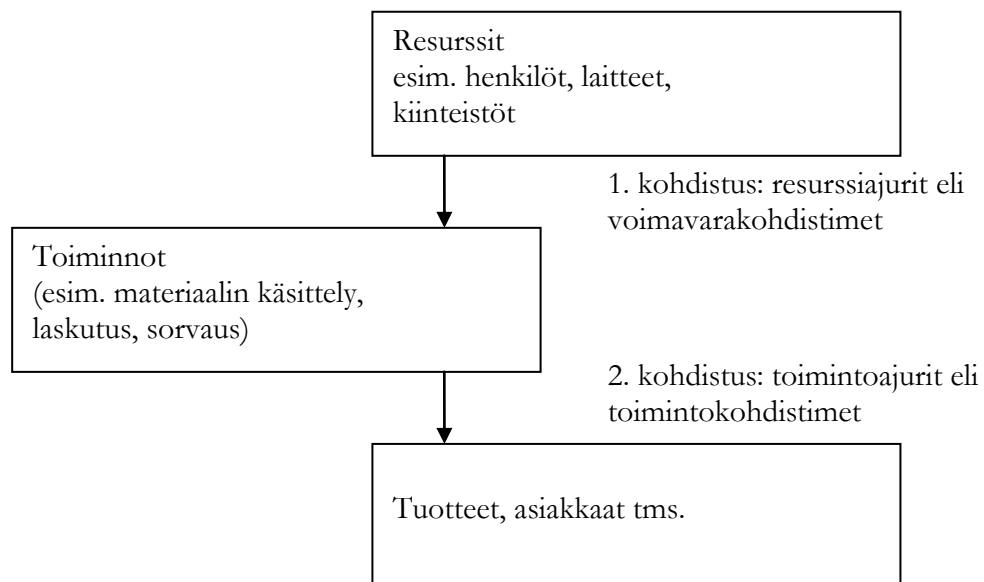 Resurssit
esim. henkilöt, laitteet,
kiinteistöt
1. kohdistus: resurssiajurit eli
voimavarakohdistimet
Toiminnot
(esim. materiaalin käsittely,
laskutus, sorvaus)
2. kohdistus: toimintoajurit eli
toimintokohdistimet
Tuotteet, asiakkaat tms.